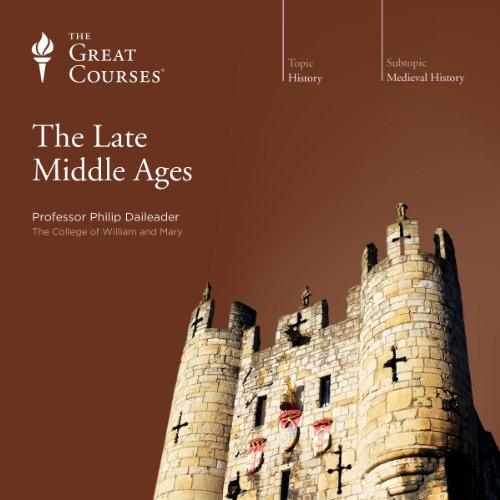 THE
GREAT
COURSES®
Topic
History
Subtopic
Medieval History
The Late
Middle Ages
Professor Philip Daileader
The College of William and Mary